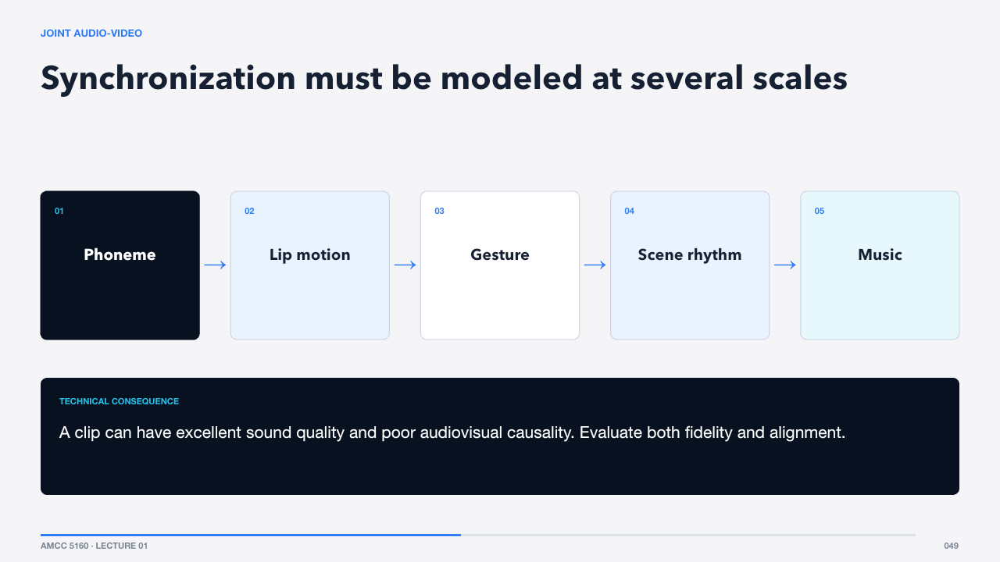 JOINT AUDIO-VIDEO
Synchronization must be modeled at several scales
01
Phoneme
→
02
Lip motion
→
03
Gesture
→
04
Scene rhythm
→
05
Music
TECHNICAL CONSEQUENCE
A clip can have excellent sound quality and poor audiovisual causality. Evaluate both fidelity and alignment.
AMCC 5160 · LECTURE 01
049